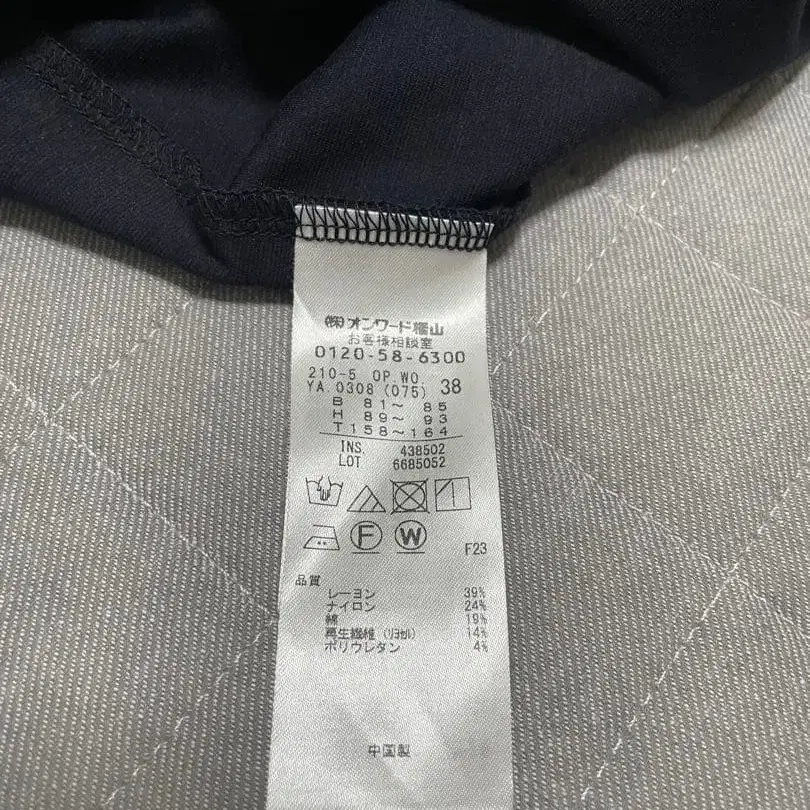 (株)オンワード樫山
お客様相談室
0120-58-6300
210-5 OP.WO.
YA.0308 (075) 38
B 81～ 85
H 89～ 93
T158～164
INS. 438502
LOT 6685052
F W
F23
品質
レーヨン 39%
ナイロン 24%
綿 19%
再生繊維 (リヨセル) 14%
ポリウレタン 4%
中国製